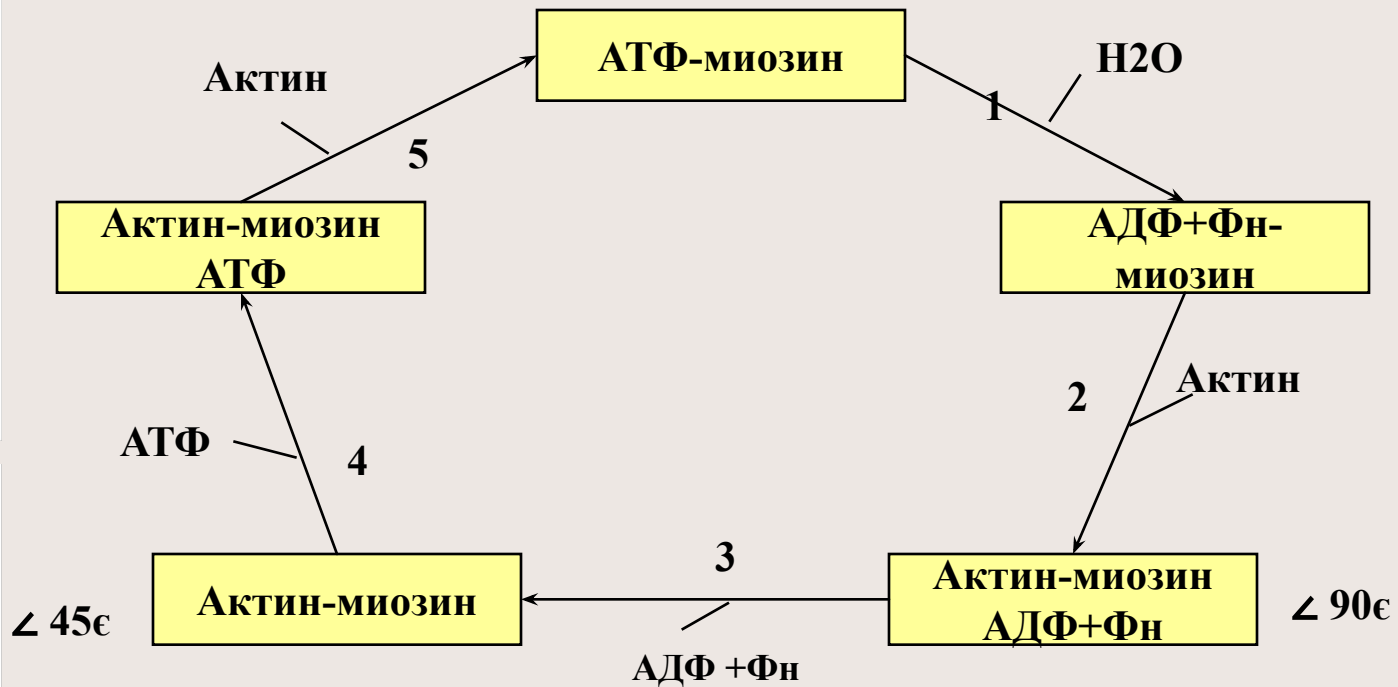 АТФ-миозин
Н2О
Актин
1
5
Актин-миозин
АТФ
АДФ+Фн-
миозин
2
Актин
АТФ
4
3
Актин-миозин
Актин-миозин
АДФ+Фн
∠ 45є
∠ 90є
АДФ +Фн